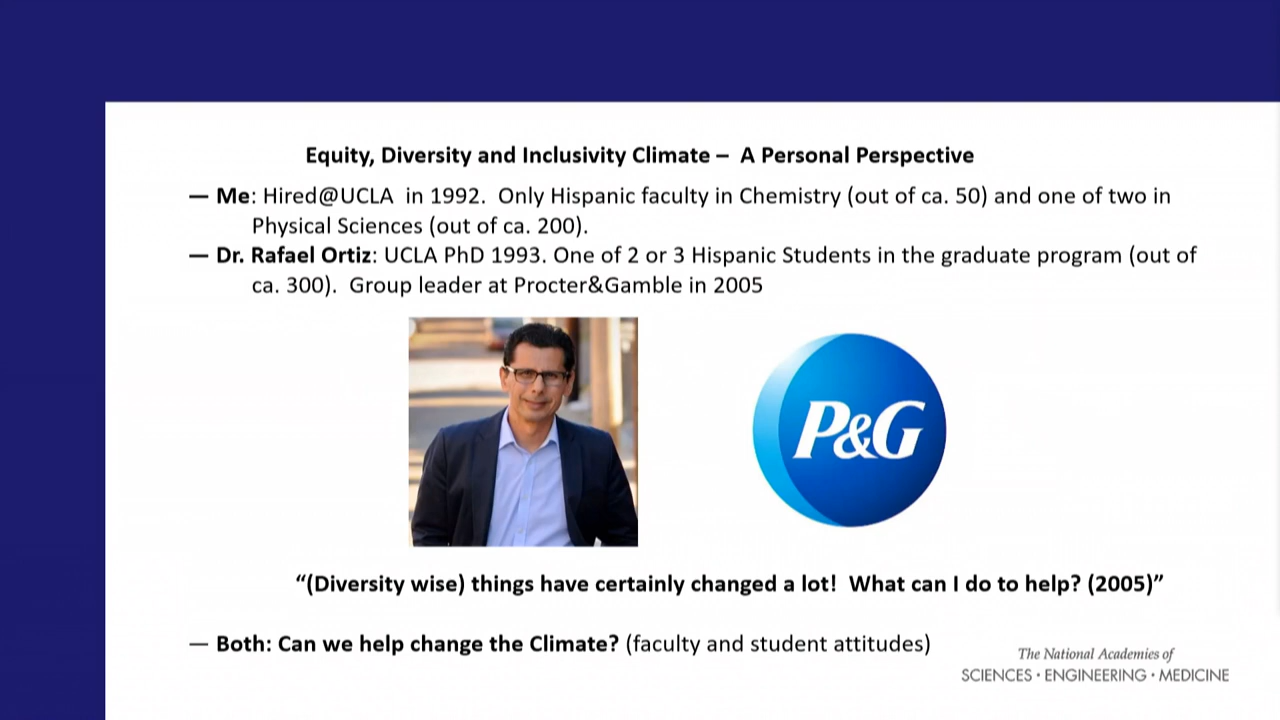 Equity, Diversity and Inclusivity Climate – A Personal Perspective
— Me: Hired@UCLA in 1992. Only Hispanic faculty in Chemistry (out of ca. 50) and one of two in
Physical Sciences (out of ca. 200).
— Dr. Rafael Ortiz: UCLA PhD 1993. One of 2 or 3 Hispanic Students in the graduate program (out of
ca. 300). Group leader at Procter&Gamble in 2005
P&G
“(Diversity wise) things have certainly changed a lot! What can I do to help? (2005)”
— Both: Can we help change the Climate? (faculty and student attitudes)
The National Academies of
SCIENCES · ENGINEERING · MEDICINE